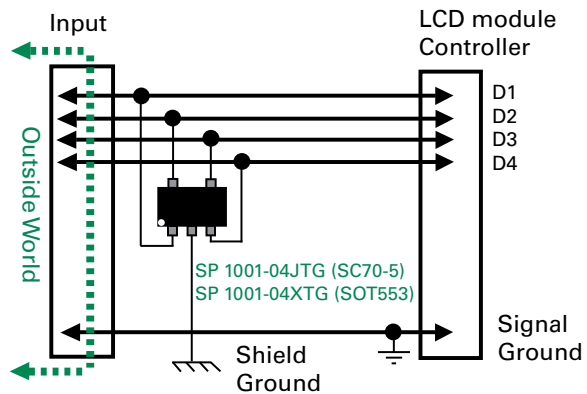 Input
LCD module
Controller
D1
D2
D3
D4
Outside World
SP 1001-04JTG (SC70-5)
SP 1001-04XTG (SOT553)
Shield
Ground
Signal
Ground